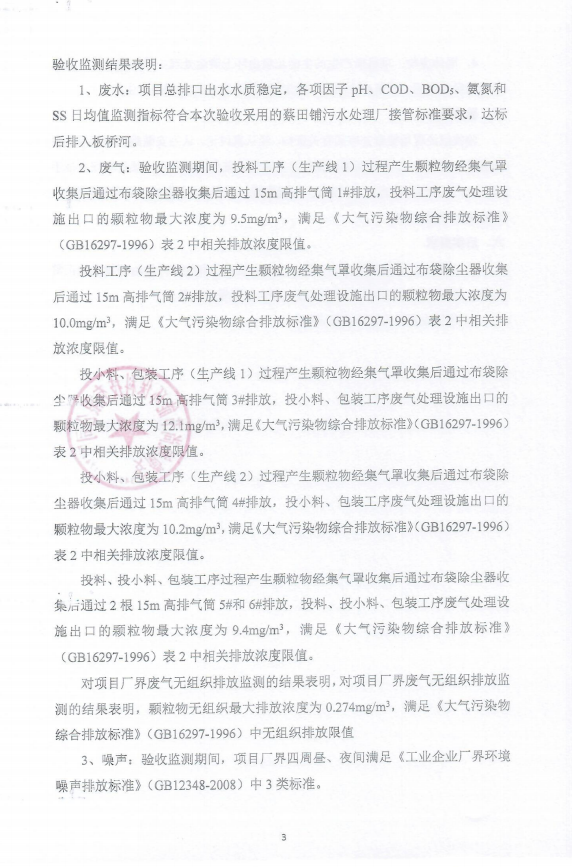 验收监测结果表明：
1、废水：项目总排口出水水质稳定，各项因子 pH、COD、BOD₅、氨氮和
SS 日均值监测指标符合本次验收采用的蔡田铺污水处理厂接管标准要求，达标
后排入板桥河。
2、废气：验收监测期间，投料工序（生产线 1）过程产生颗粒物经集气罩
收集后通过布袋除尘器收集后通过 15m 高排气筒 1#排放，投料工序废气处理设
施出口的颗粒物最大浓度为 9.5mg/m³，满足《大气污染物综合排放标准》
（GB16297-1996）表 2 中相关排放浓度限值。
投料工序（生产线 2）过程产生颗粒物经集气罩收集后通过布袋除尘器收集
后通过 15m 高排气筒 2#排放，投料工序废气处理设施出口的颗粒物最大浓度为
10.0mg/m³，满足《大气污染物综合排放标准》（GB16297-1996）表 2 中相关排
放浓度限值。
投小料、包装工序（生产线 1）过程产生颗粒物经集气罩收集后通过布袋除
尘器收集后通过 15m 高排气筒 3#排放，投小料、包装工序废气处理设施出口的
颗粒物最大浓度为 12.1mg/m³，满足《大气污染物综合排放标准》（GB16297-1996）
表 2 中相关排放浓度限值。
投小料、包装工序（生产线 2）过程产生颗粒物经集气罩收集后通过布袋除
尘器收集后通过 15m 高排气筒 4#排放，投小料、包装工序废气处理设施出口的
颗粒物最大浓度为 10.2mg/m³，满足《大气污染物综合排放标准》（GB16297-1996）
表 2 中相关排放浓度限值。
投料、投小料、包装工序过程产生颗粒物经集气罩收集后通过布袋除尘器收
集后通过 2 根 15m 高排气筒 5#和 6#排放，投料、投小料、包装工序废气处理设
施出口的颗粒物最大浓度为 9.4mg/m³，满足《大气污染物综合排放标准》
（GB16297-1996）表 2 中相关排放浓度限值。
对项目厂界废气无组织排放监测的结果表明，对项目厂界废气无组织排放监
测的结果表明，颗粒物无组织最大排放浓度为 0.274mg/m³，满足《大气污染物
综合排放标准》（GB16297-1996）中无组织排放限值
3、噪声：验收监测期间，项目厂界四周昼、夜间满足《工业企业厂界环境
噪声排放标准》（GB12348-2008）中 3 类标准。
3